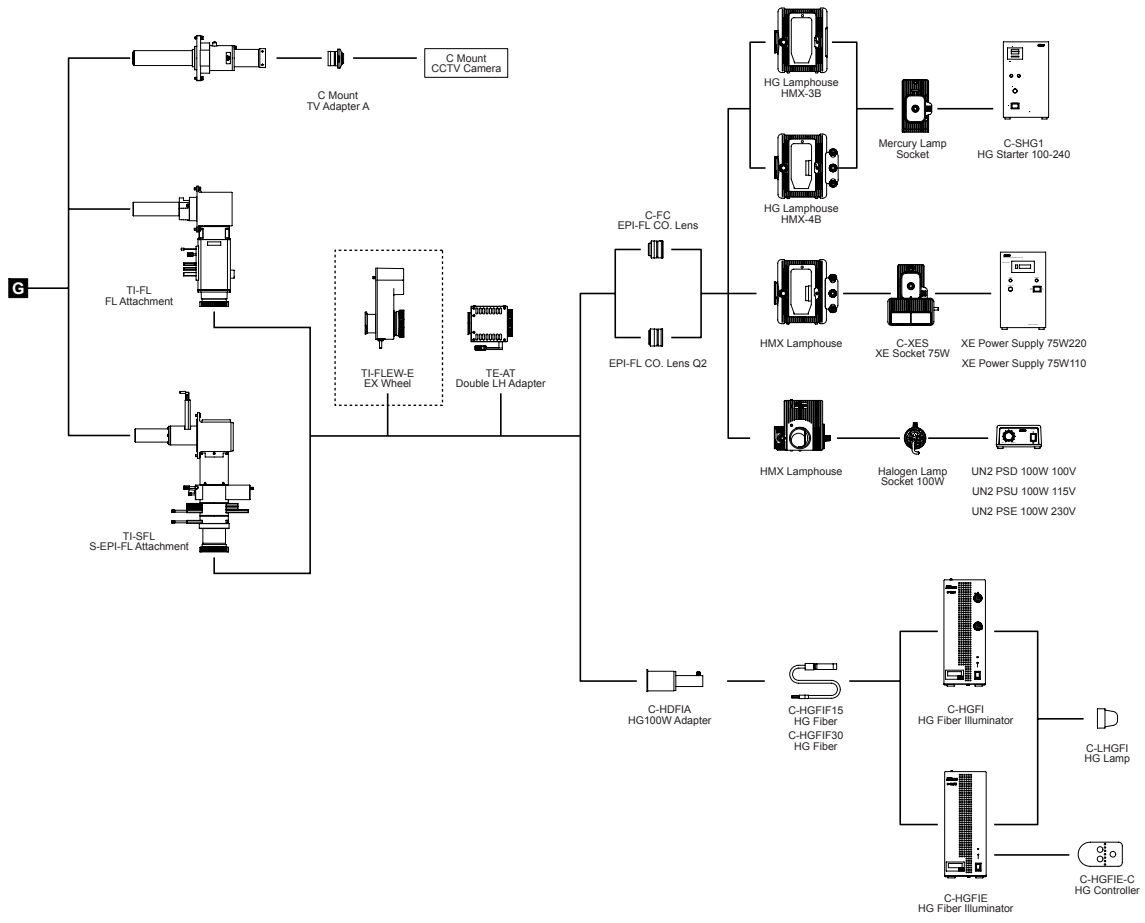 C Mount
TV Adapter A
C Mount
CCTV Camera
HG Lamphouse
HMX-3B
Mercury Lamp
Socket
C-SHG1
HG Starter 100-240
HG Lamphouse
HMX-4B
G
TI-FL
FL Attachment
C-FC
EPI-FL CO. Lens
EPI-FL CO. Lens Q2
TI-FLEW-E
EX Wheel
TE-AT
Double LH Adapter
HMX Lamphouse
C-XES
XE Socket 75W
XE Power Supply 75W220
XE Power Supply 75W110
TI-SFL
S-EPI-FL Attachment
HMX Lamphouse
Halogen Lamp
Socket 100W
UN2 PSD 100W 100V
UN2 PSU 100W 115V
UN2 PSE 100W 230V
C-HDFIA
HG100W Adapter
C-HGFIF15
HG Fiber
C-HGFIF30
HG Fiber
C-HGFI
HG Fiber Illuminator
C-LHGFI
HG Lamp
C-HGFIE
HG Fiber Illuminator
C-HGFIE-C
HG Controller